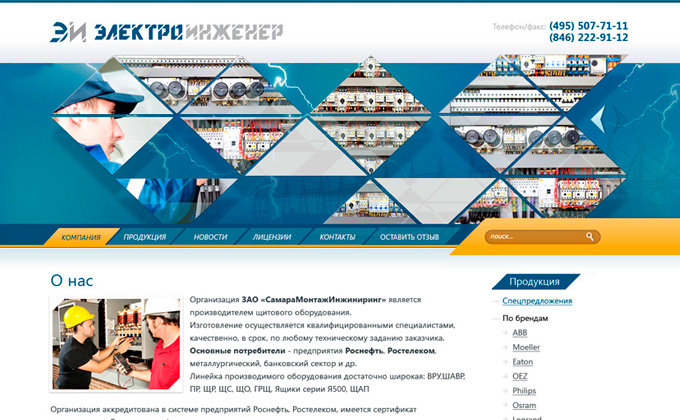 ЭИ ЭЛЕКТРОИНЖЕНЕР
Телефон/факс: (495) 507-71-11
(846) 222-91-12
КОМПАНИЯ ПРОДУКЦИЯ НОВОСТИ ЛИЦЕНЗИИ КОНТАКТЫ ОСТАВИТЬ ОТЗЫВ
поиск...
О нас
Организация ЗАО «СамараМонтажИнжиниринг» является
производителем щитового оборудования.
Изготовление осуществляется квалифицированными специалистами,
качественно, в срок, по любому техническому заданию заказчика.
Основные потребители - предприятия Роснефть, Ростелеком,
металлургический, банковский сектор и др.
Линейка производимого оборудования достаточно широкая: ВРУ,ШАВР,
ПР, ЩР, ЩС, ЩО, ГРЩ, Ящики серии Я500, ЩАП
Организация аккредитована в системе предприятий Роснефть, Ростелеком, имеется сертификат
Продукция
Спецпредложения
По брендам
ABB
Moeller
Eaton
OEZ
Philips
Osram
Legrand